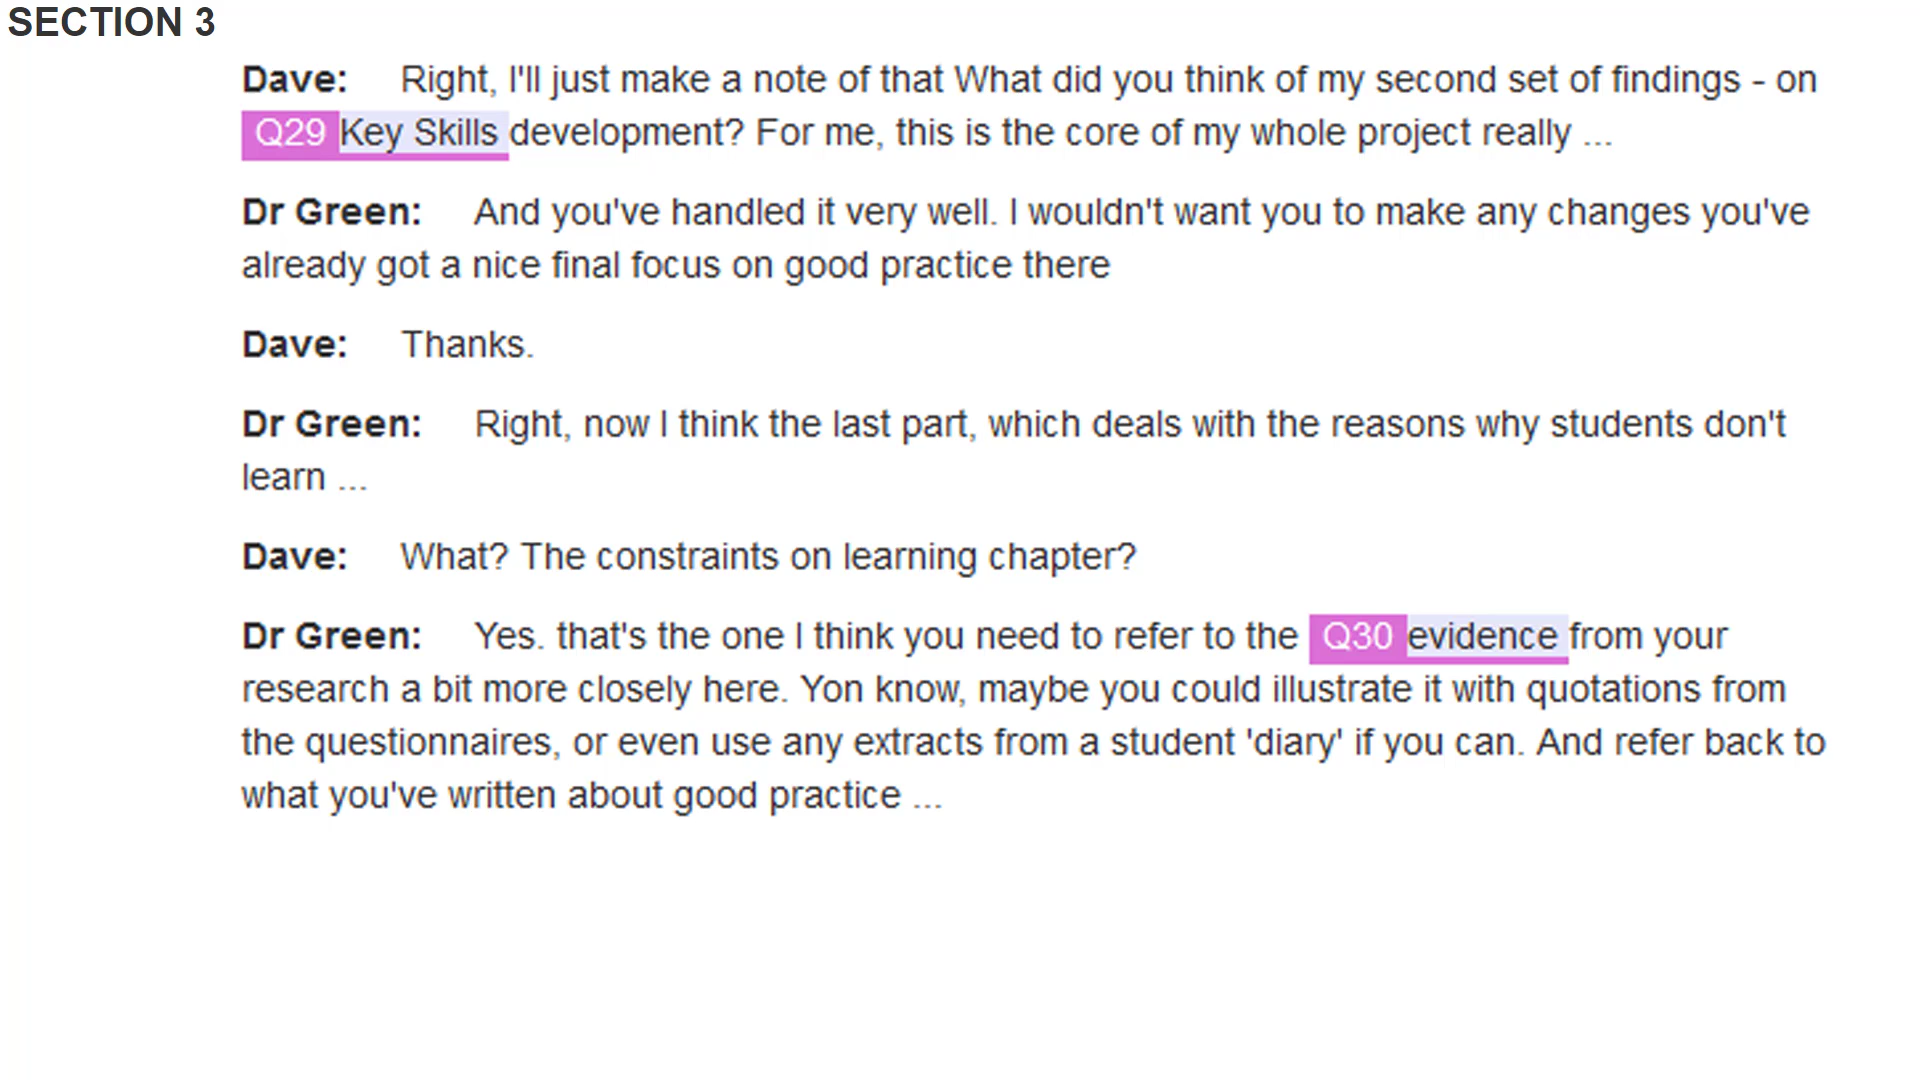 SECTION 3
Dave: Right, I'll just make a note of that What did you think of my second set of findings - on
Q29 Key Skills development? For me, this is the core of my whole project really ...
Dr Green: And you've handled it very well. I wouldn't want you to make any changes you've
already got a nice final focus on good practice there
Dave: Thanks.
Dr Green: Right, now I think the last part, which deals with the reasons why students don't
learn ...
Dave: What? The constraints on learning chapter?
Dr Green: Yes. that's the one I think you need to refer to the Q30 evidence from your
research a bit more closely here. Yon know, maybe you could illustrate it with quotations from
the questionnaires, or even use any extracts from a student 'diary' if you can. And refer back to
what you've written about good practice ...